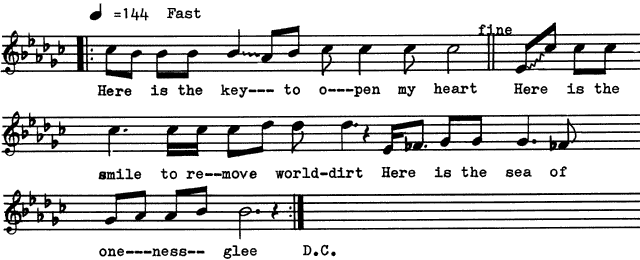 =144 Fast
fine
Here is the key--- to o---pen my heart Here is the
smile to re--move world-dirt Here is the sea of
one---ness-- glee D.C.